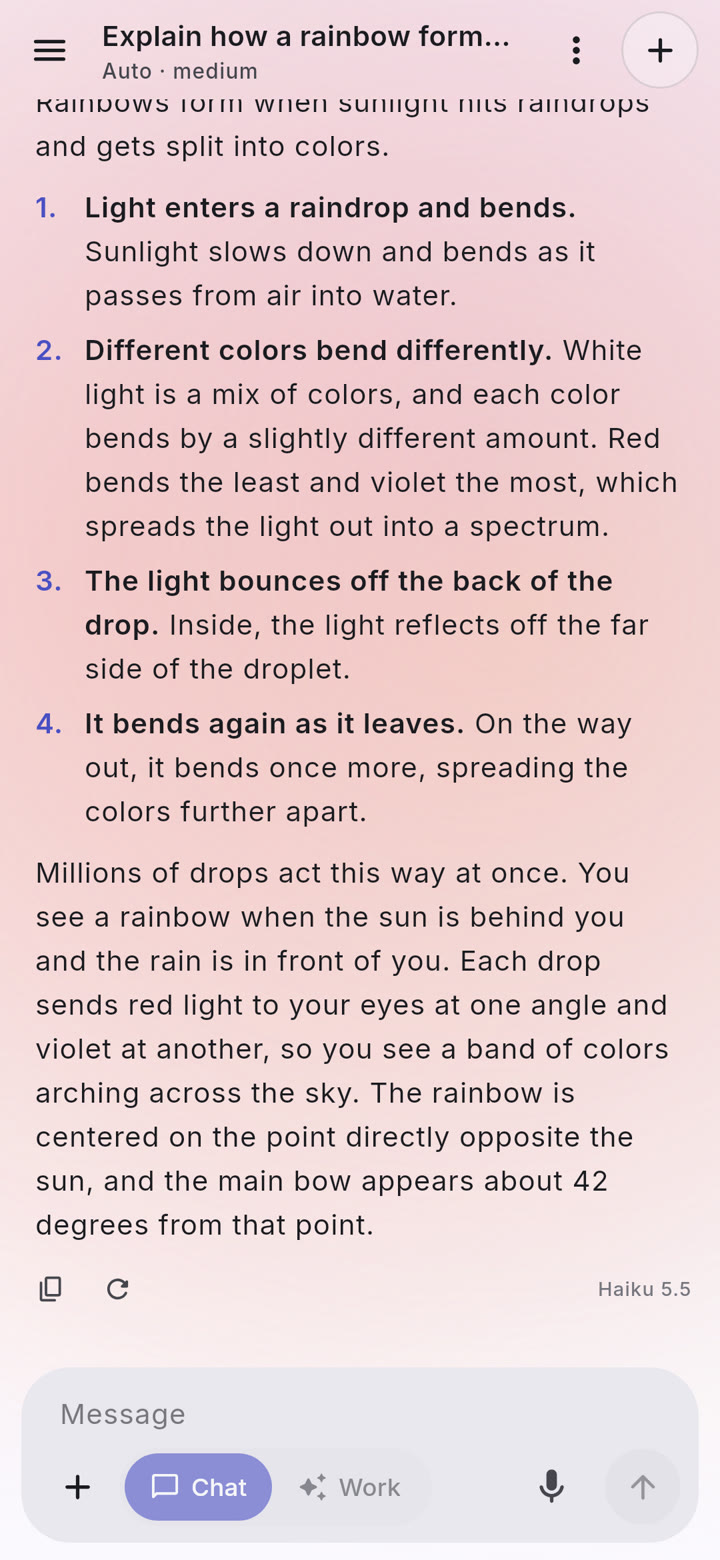 Explain how a rainbow form...
Auto · medium
Rainbows form when sunlight hits raindrops
and gets split into colors.
1. Light enters a raindrop and bends.
Sunlight slows down and bends as it
passes from air into water.
2. Different colors bend differently. White
light is a mix of colors, and each color
bends by a slightly different amount. Red
bends the least and violet the most, which
spreads the light out into a spectrum.
3. The light bounces off the back of the
drop. Inside, the light reflects off the far
side of the droplet.
4. It bends again as it leaves. On the way
out, it bends once more, spreading the
colors further apart.
Millions of drops act this way at once. You
see a rainbow when the sun is behind you
and the rain is in front of you. Each drop
sends red light to your eyes at one angle and
violet at another, so you see a band of colors
arching across the sky. The rainbow is
centered on the point directly opposite the
sun, and the main bow appears about 42
degrees from that point.
Haiku 5.5
Message
Chat
Work